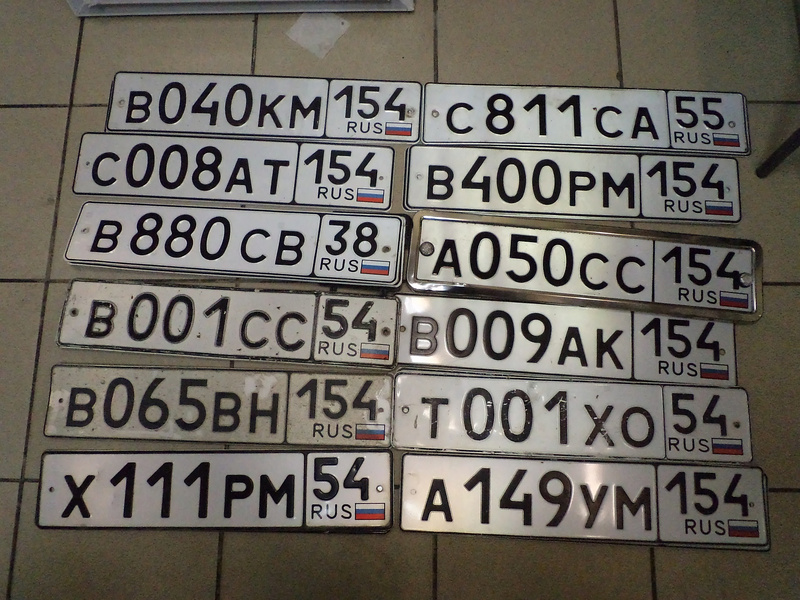 В040КМ 154 RUS
С811СА 55 RUS
С008АТ 154 RUS
В400РМ 154 RUS
В880СВ 38 RUS
А050СС 154 RUS
В001СС 54 RUS
В009АК 154 RUS
В065ВН 154 RUS
Т001ХО 54 RUS
Х111РМ 54 RUS
А149УМ 154 RUS